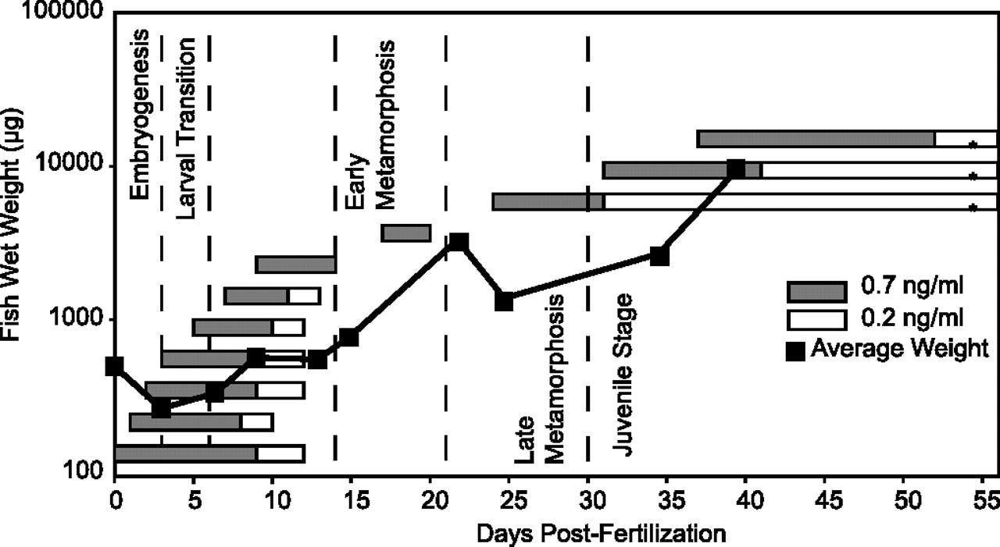 100000
10000
1000
100
Fish Wet Weight (µg)
Embryogenesis
Larval Transition
Early
Metamorphosis
Late
Metamorphosis
Juvenile Stage
*
*
*
0.7 ng/ml
0.2 ng/ml
Average Weight
0 5 10 15 20 25 30 35 40 45 50 55
Days Post-Fertilization